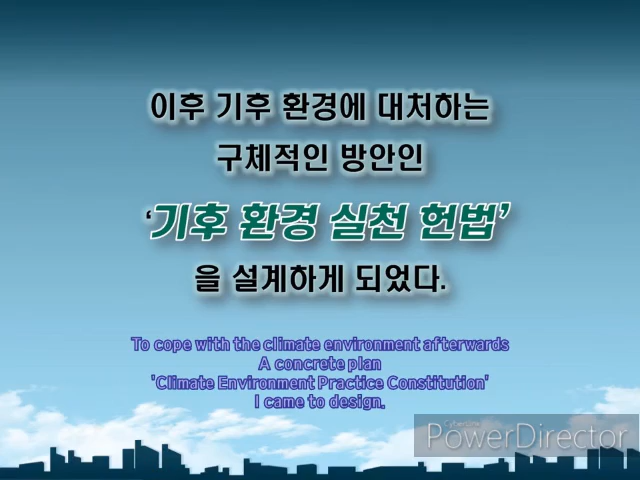 이후 기후 환경에 대처하는
구체적인 방안인
‘기후 환경 실천 헌법’
을 설계하게 되었다.
To cope with the climate environment afterwards
A concrete plan
'Climate Environment Practice Constitution'
I came to design.
CyberLink
PowerDirector